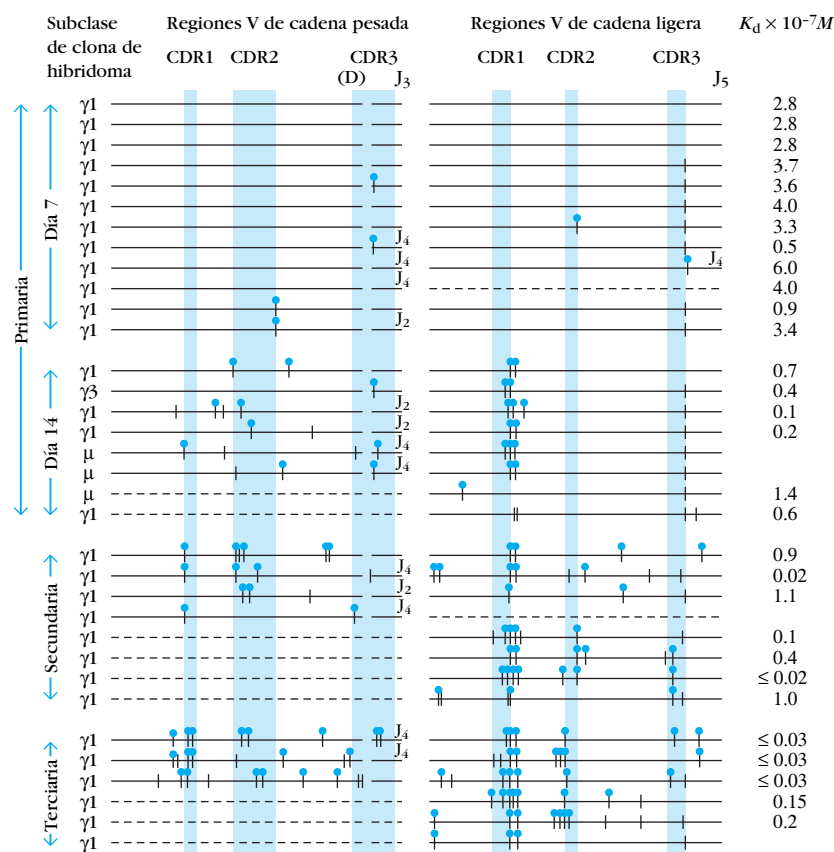 Subclase de clona de hibridoma
Regiones V de cadena pesada
Regiones V de cadena ligera
K_d × 10⁻⁷M
CDR1 CDR2 CDR3 (D) J₃
CDR1 CDR2 CDR3 J₅
Primaria
Día 7
γ1 2.8
γ1 2.8
γ1 2.8
γ1 3.7
γ1 3.6
γ1 4.0
γ1 3.3
γ1 J₄ 0.5
γ1 J₄ J₄ 6.0
γ1 J₄ 4.0
γ1 0.9
γ1 J₂ 3.4
Día 14
γ1 0.7
γ3 0.4
γ1 J₂ 0.1
γ1 J₂ 0.2
μ J₄
μ J₄
μ 1.4
γ1 0.6
Secundaria
γ1 0.9
γ1 J₄ 0.02
γ1 J₂ 1.1
γ1 J₄
γ1 0.1
γ1 0.4
γ1 ≤ 0.02
γ1 1.0
Terciaria
γ1 J₄ ≤ 0.03
γ1 J₄ ≤ 0.03
γ1 ≤ 0.03
γ1 0.15
γ1 0.2
γ1